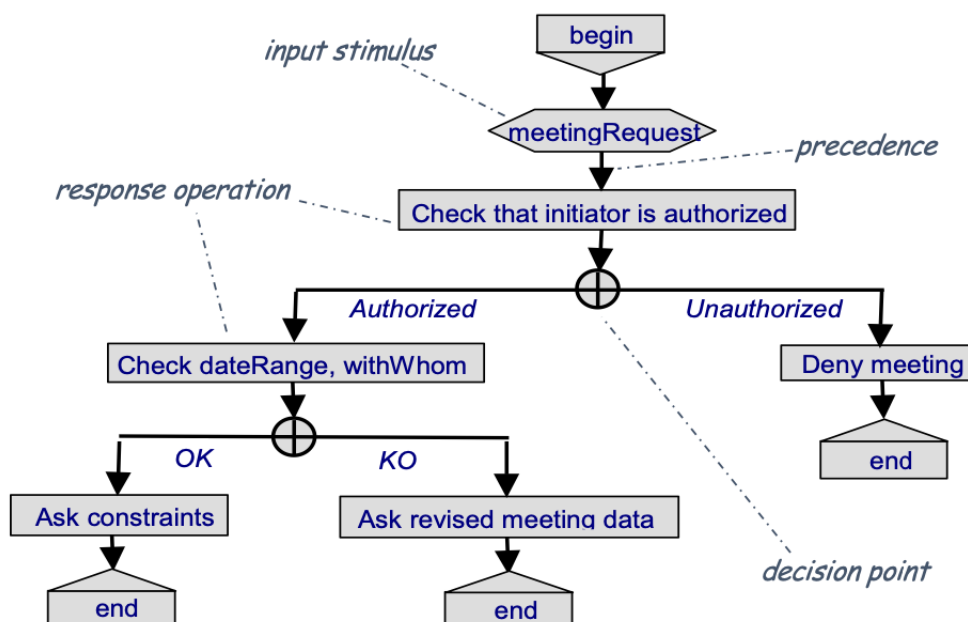 begin
input stimulus
meetingRequest
precedence
response operation
Check that initiator is authorized
Authorized
Unauthorized
Check dateRange, withWhom
Deny meeting
OK
KO
end
Ask constraints
Ask revised meeting data
decision point
end
end